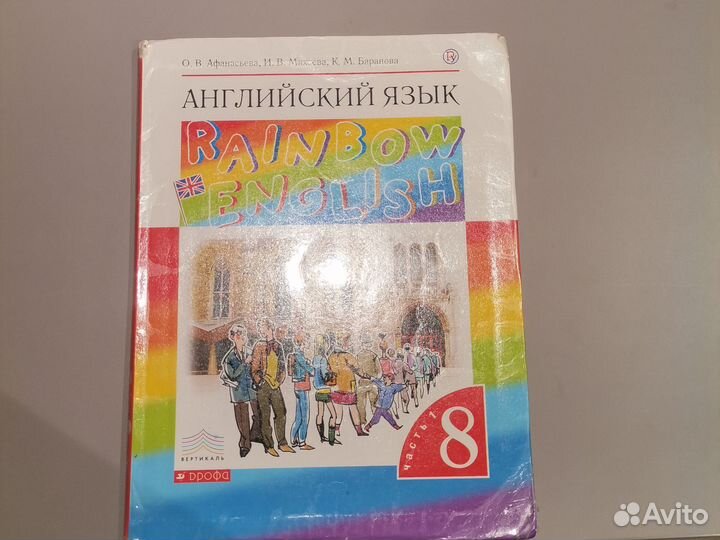 О. В. Афанасьева, И. В. Михеева, К. М. Баранова
АНГЛИЙСКИЙ ЯЗЫК
RAINBOW
ENGLISH
часть 1
8
ВЕРТИКАЛЬ
дрофа
Avito